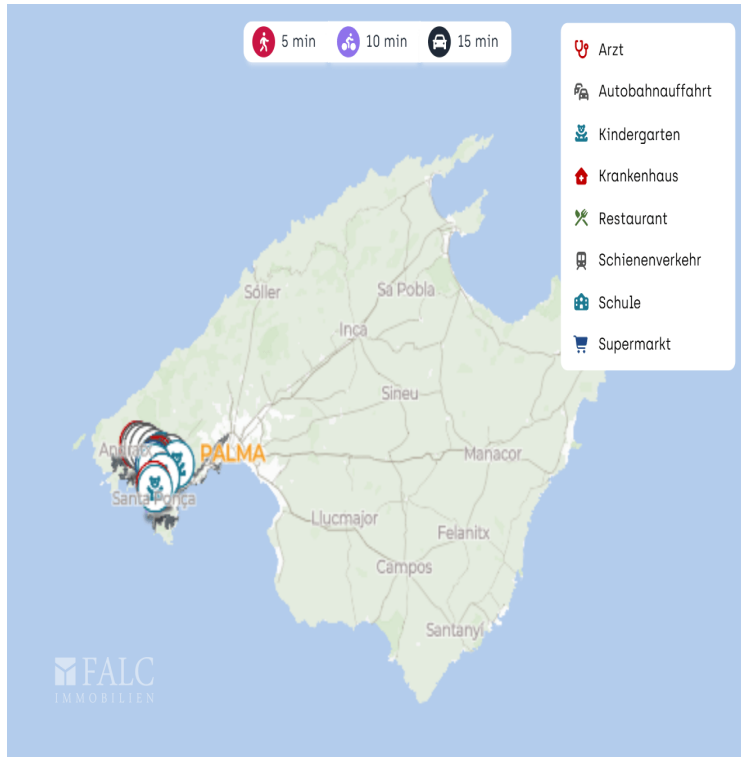 5 min
10 min
15 min
Arzt
Autobahnauffahrt
Kindergarten
Krankenhaus
Restaurant
Schienenverkehr
Schule
Supermarkt
Sóller
Sa Pobla
Inca
Sineu
Andratx
PALMA
Manacor
Santa Ponça
Llucmajor
Felanitx
Campos
Santanyí
FALC
IMMOBILIEN